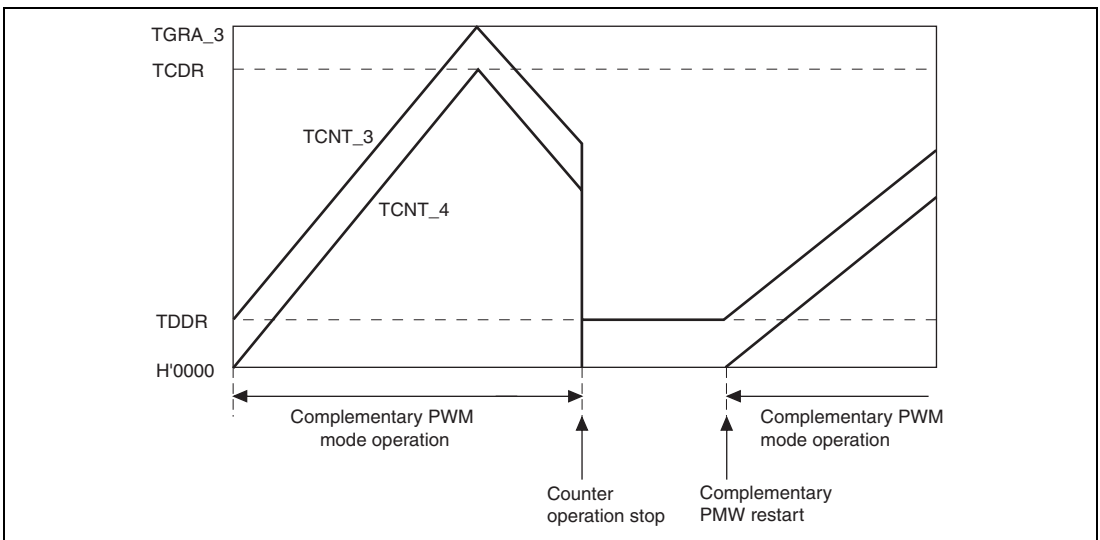 TGRA_3
TCDR
TCNT_3
TCNT_4
TDDR
H'0000
Complementary PWM
mode operation
Complementary PWM
mode operation
Counter
operation stop
Complementary
PMW restart